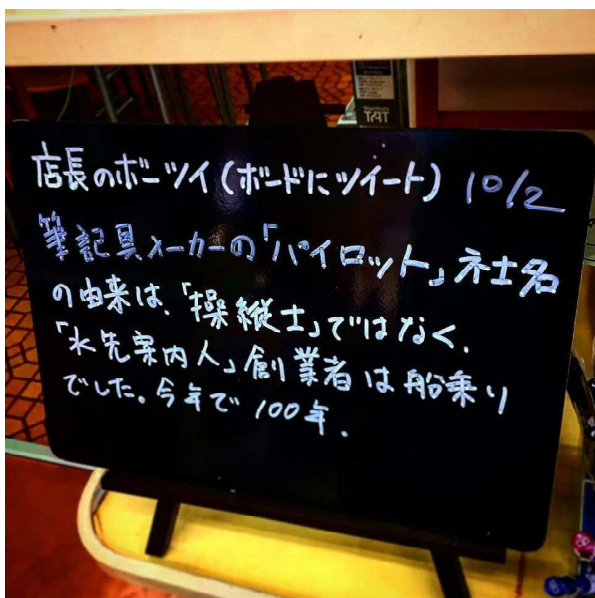 TAT
店長のボーツイ(ボードにツイート) 10/2
筆記具メーカーの「パイロット」社名
の由来は、「操縦士」ではなく、
「水先案内人」創業者は船乗り
でした。今年で100年.